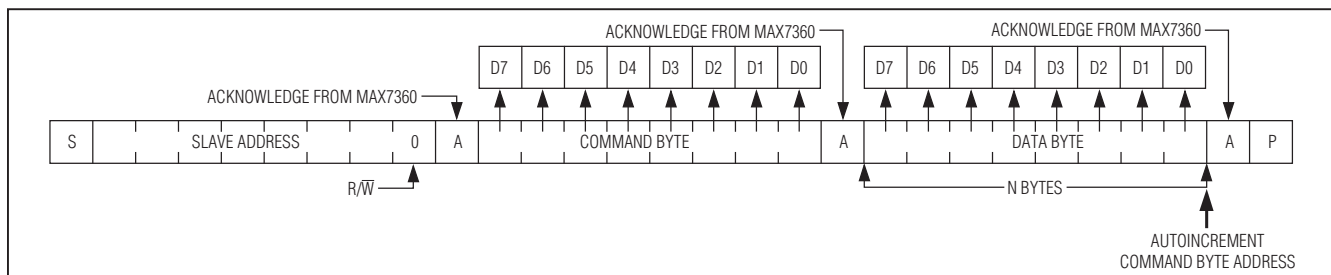 ACKNOWLEDGE FROM MAX7360
ACKNOWLEDGE FROM MAX7360
D7 D6 D5 D4 D3 D2 D1 D0
D7 D6 D5 D4 D3 D2 D1 D0
ACKNOWLEDGE FROM MAX7360
S SLAVE ADDRESS 0 A COMMAND BYTE A DATA BYTE A P
R/W̅
N BYTES
AUTOINCREMENT
COMMAND BYTE ADDRESS